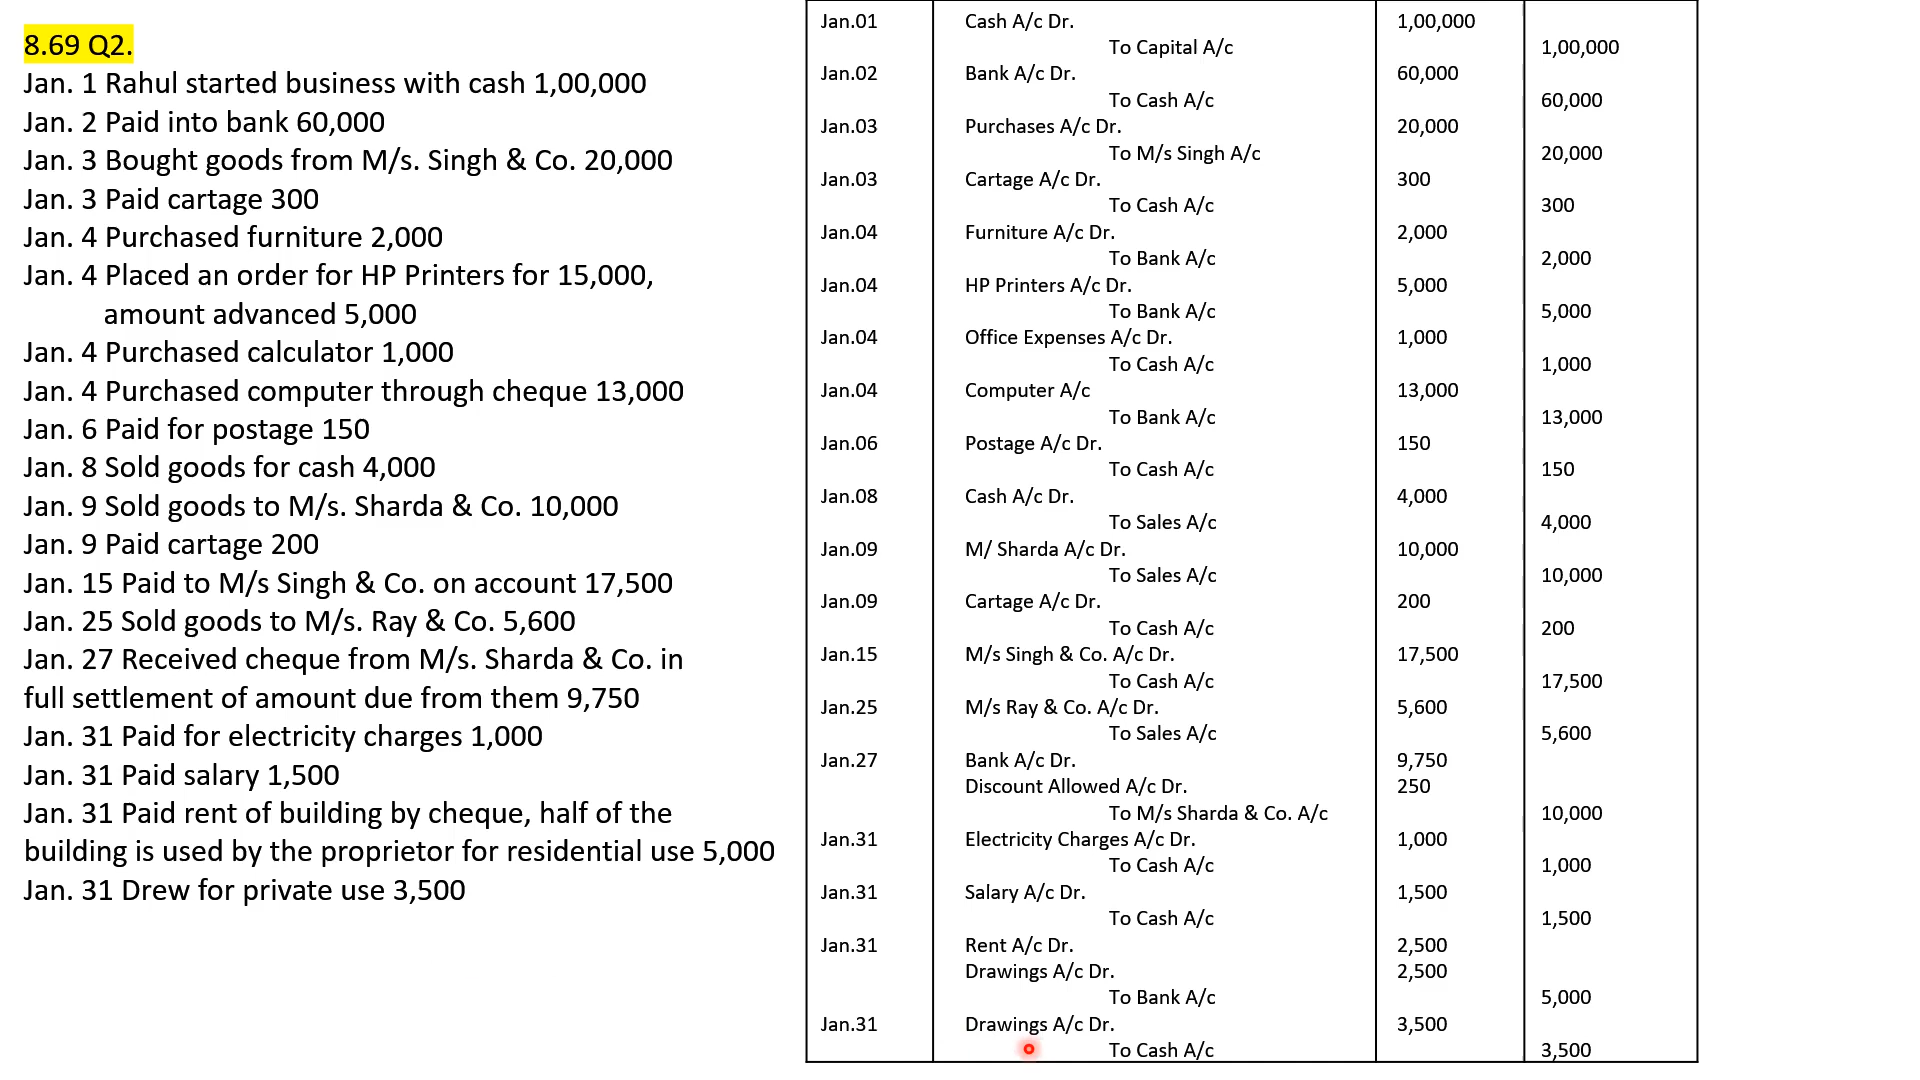 8.69 Q2.
Jan. 1 Rahul started business with cash 1,00,000
Jan. 2 Paid into bank 60,000
Jan. 3 Bought goods from M/s. Singh & Co. 20,000
Jan. 3 Paid cartage 300
Jan. 4 Purchased furniture 2,000
Jan. 4 Placed an order for HP Printers for 15,000,
amount advanced 5,000
Jan. 4 Purchased calculator 1,000
Jan. 4 Purchased computer through cheque 13,000
Jan. 6 Paid for postage 150
Jan. 8 Sold goods for cash 4,000
Jan. 9 Sold goods to M/s. Sharda & Co. 10,000
Jan. 9 Paid cartage 200
Jan. 15 Paid to M/s Singh & Co. on account 17,500
Jan. 25 Sold goods to M/s. Ray & Co. 5,600
Jan. 27 Received cheque from M/s. Sharda & Co. in
full settlement of amount due from them 9,750
Jan. 31 Paid for electricity charges 1,000
Jan. 31 Paid salary 1,500
Jan. 31 Paid rent of building by cheque, half of the
building is used by the proprietor for residential use 5,000
Jan. 31 Drew for private use 3,500
Jan.01 Cash A/c Dr. 1,00,000
To Capital A/c 1,00,000
Jan.02 Bank A/c Dr. 60,000
To Cash A/c 60,000
Jan.03 Purchases A/c Dr. 20,000
To M/s Singh A/c 20,000
Jan.03 Cartage A/c Dr. 300
To Cash A/c 300
Jan.04 Furniture A/c Dr. 2,000
To Bank A/c 2,000
Jan.04 HP Printers A/c Dr. 5,000
To Bank A/c 5,000
Jan.04 Office Expenses A/c Dr. 1,000
To Cash A/c 1,000
Jan.04 Computer A/c 13,000
To Bank A/c 13,000
Jan.06 Postage A/c Dr. 150
To Cash A/c 150
Jan.08 Cash A/c Dr. 4,000
To Sales A/c 4,000
Jan.09 M/ Sharda A/c Dr. 10,000
To Sales A/c 10,000
Jan.09 Cartage A/c Dr. 200
To Cash A/c 200
Jan.15 M/s Singh & Co. A/c Dr. 17,500
To Cash A/c 17,500
Jan.25 M/s Ray & Co. A/c Dr. 5,600
To Sales A/c 5,600
Jan.27 Bank A/c Dr. 9,750
Discount Allowed A/c Dr. 250
To M/s Sharda & Co. A/c 10,000
Jan.31 Electricity Charges A/c Dr. 1,000
To Cash A/c 1,000
Jan.31 Salary A/c Dr. 1,500
To Cash A/c 1,500
Jan.31 Rent A/c Dr. 2,500
Drawings A/c Dr. 2,500
To Bank A/c 5,000
Jan.31 Drawings A/c Dr. 3,500
To Cash A/c 3,500